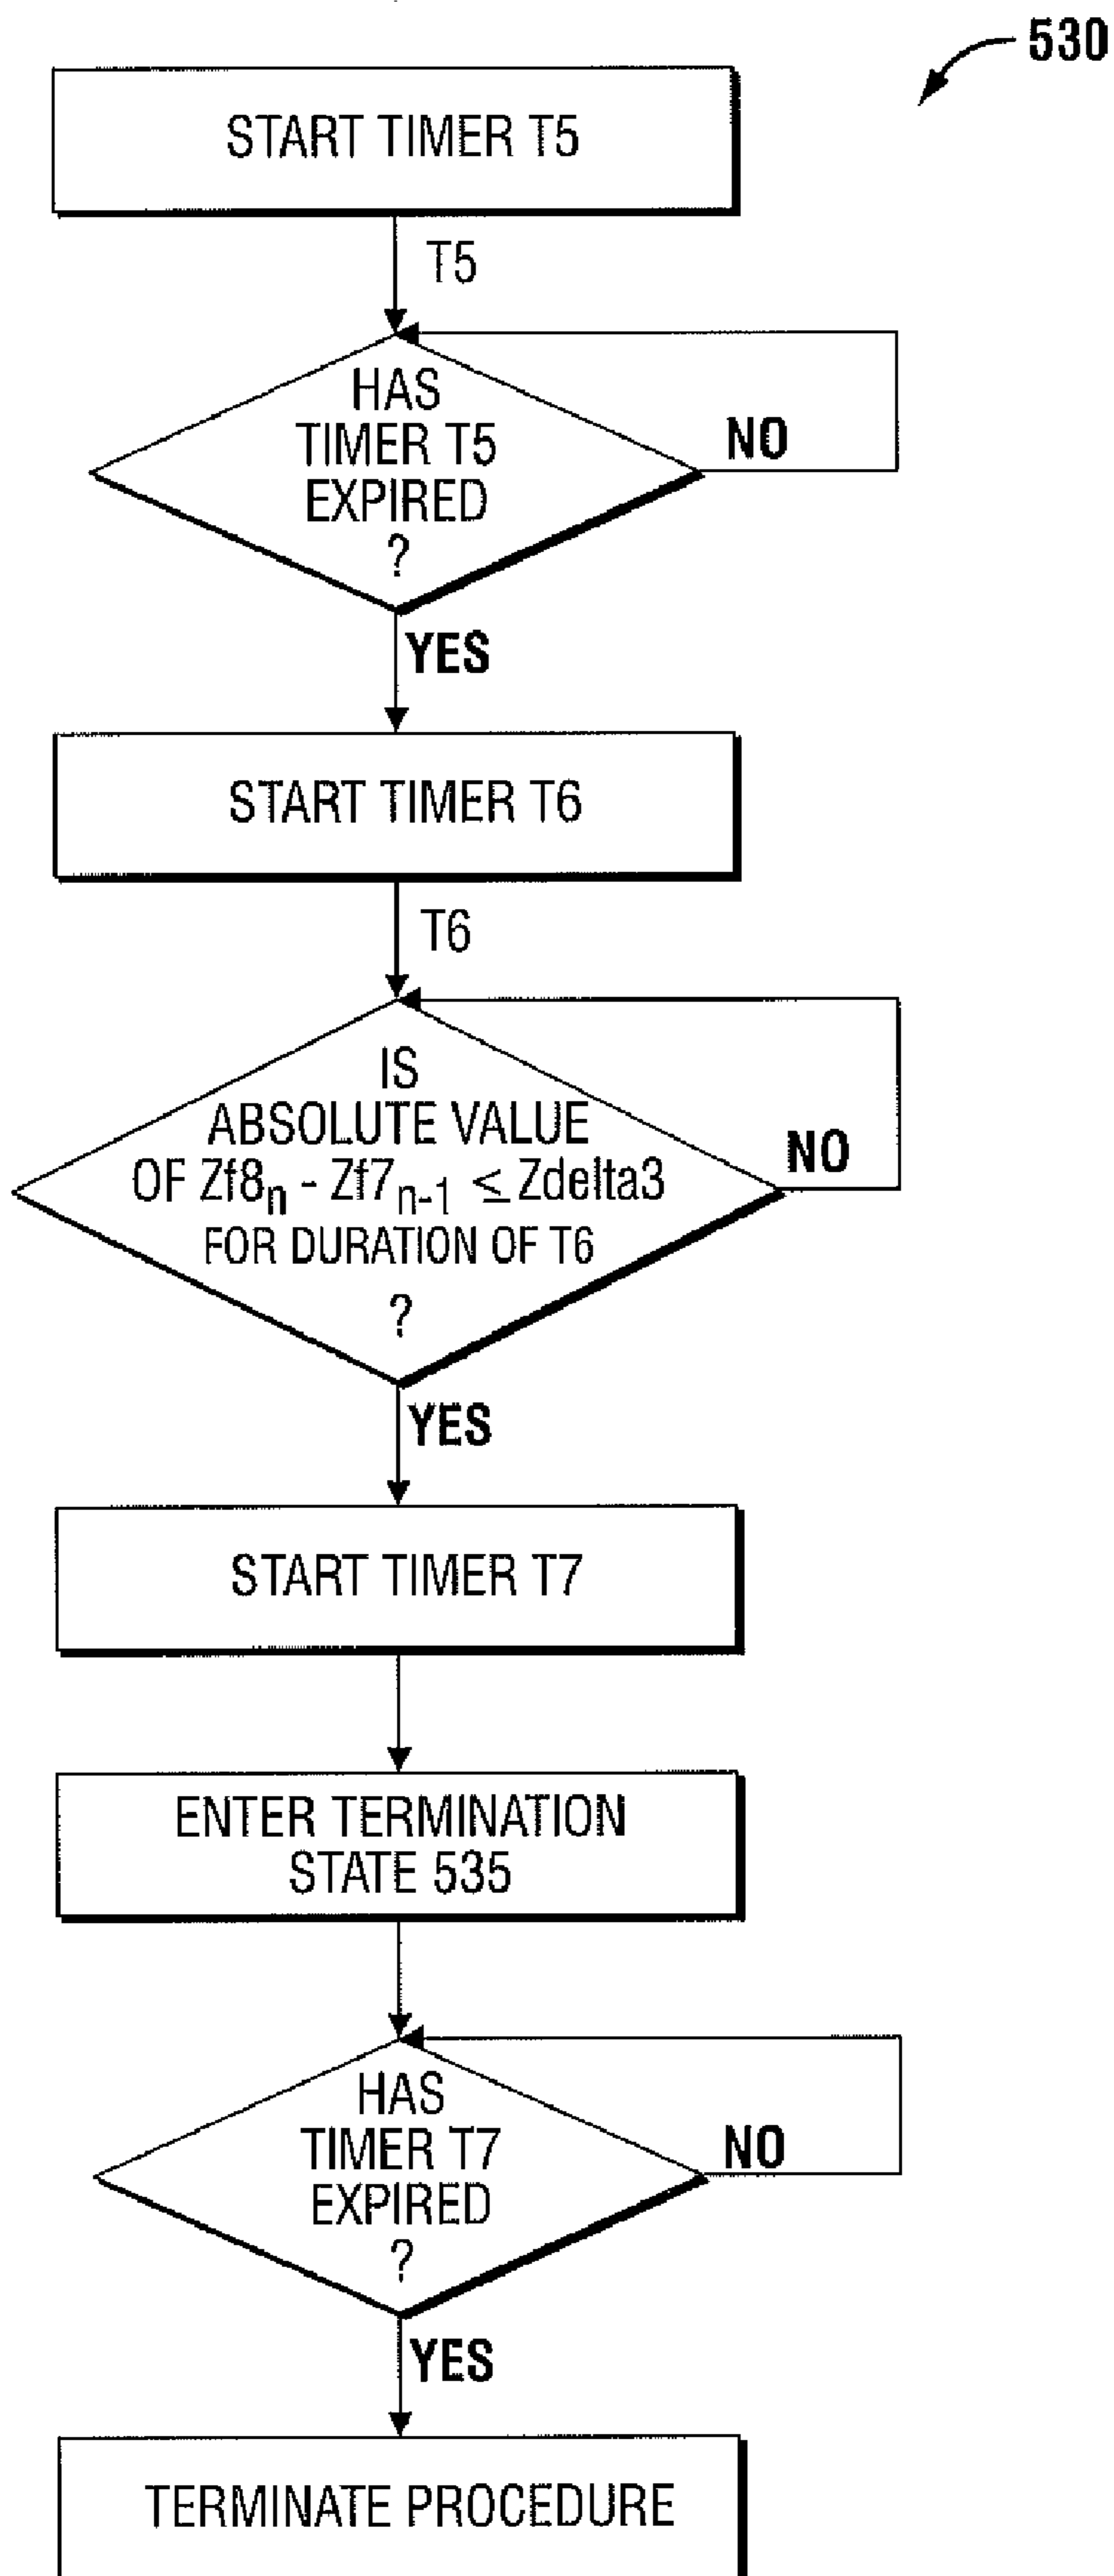 530
START TIMER T5
T5
HAS
TIMER T5
EXPIRED
?
NO
YES
START TIMER T6
T6
IS
ABSOLUTE VALUE
OF Zf8n - Zf7n-1 ≤ Zdelta3
FOR DURATION OF T6
?
NO
YES
START TIMER T7
ENTER TERMINATION
STATE 535
HAS
TIMER T7
EXPIRED
?
NO
YES
TERMINATE PROCEDURE